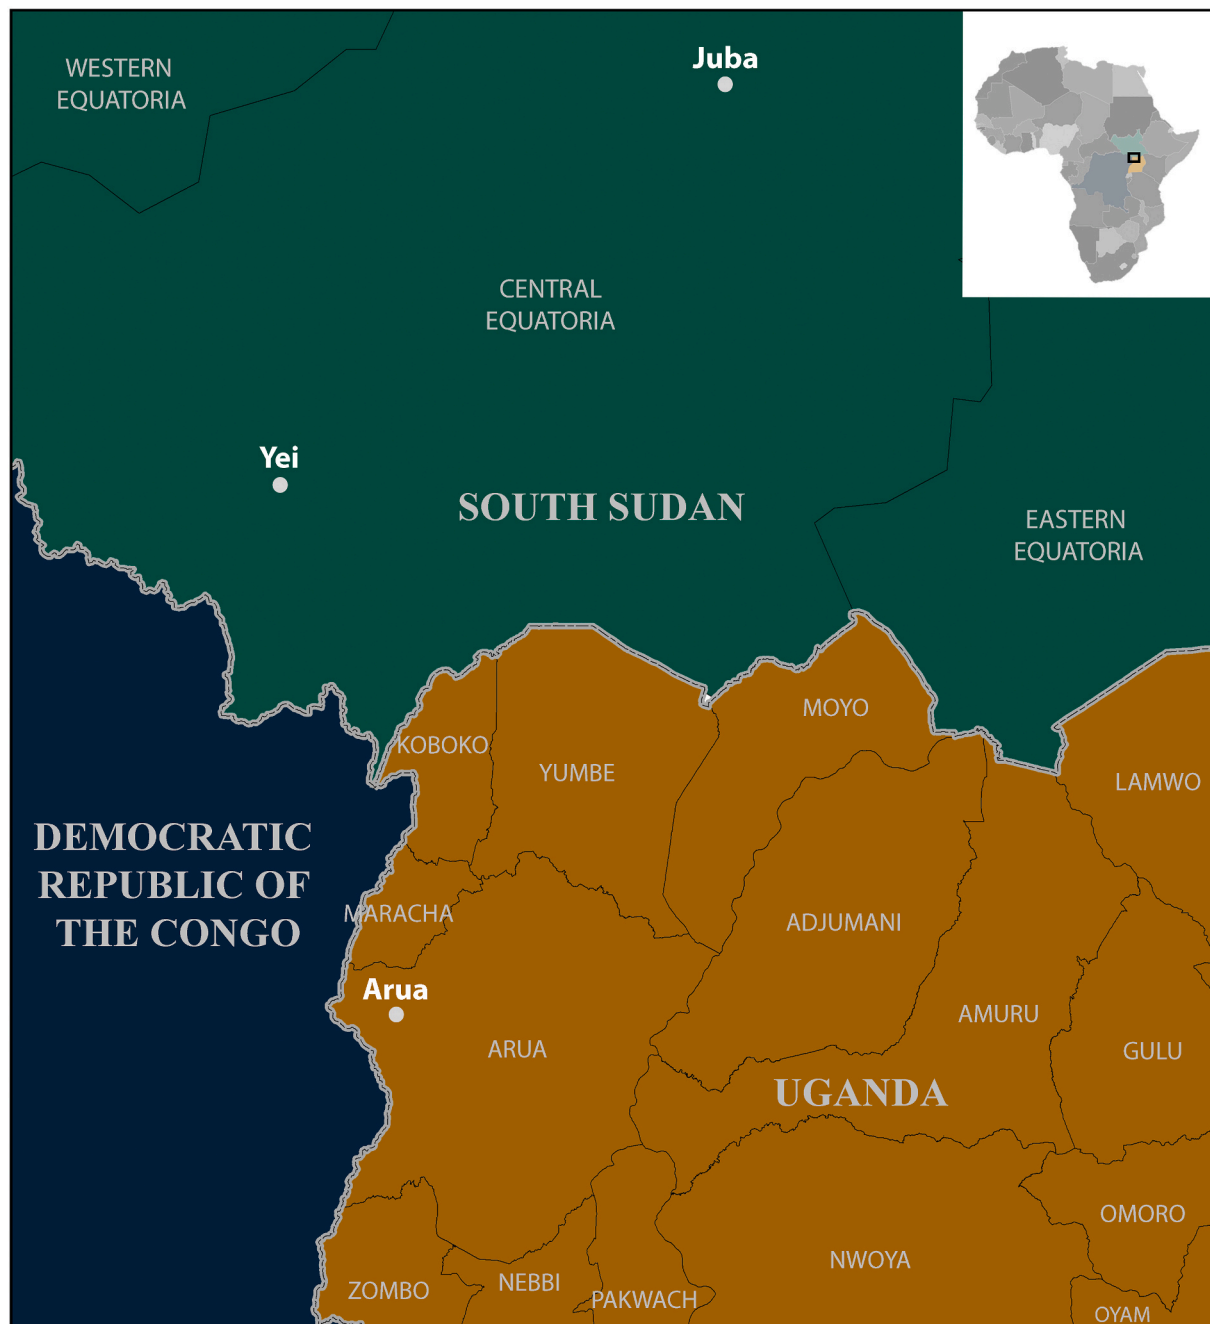 Juba
WESTERN
EQUATORIA
CENTRAL
EQUATORIA
Yei
SOUTH SUDAN
EASTERN
EQUATORIA
MOYO
KOBOKO
YUMBE
LAMWO
DEMOCRATIC
REPUBLIC OF
THE CONGO
MARACHA
ADJUMANI
Arua
AMURU
ARUA
GULU
UGANDA
OMORO
NWOYA
NEBBI
ZOMBO
PAKWACH
OYAM